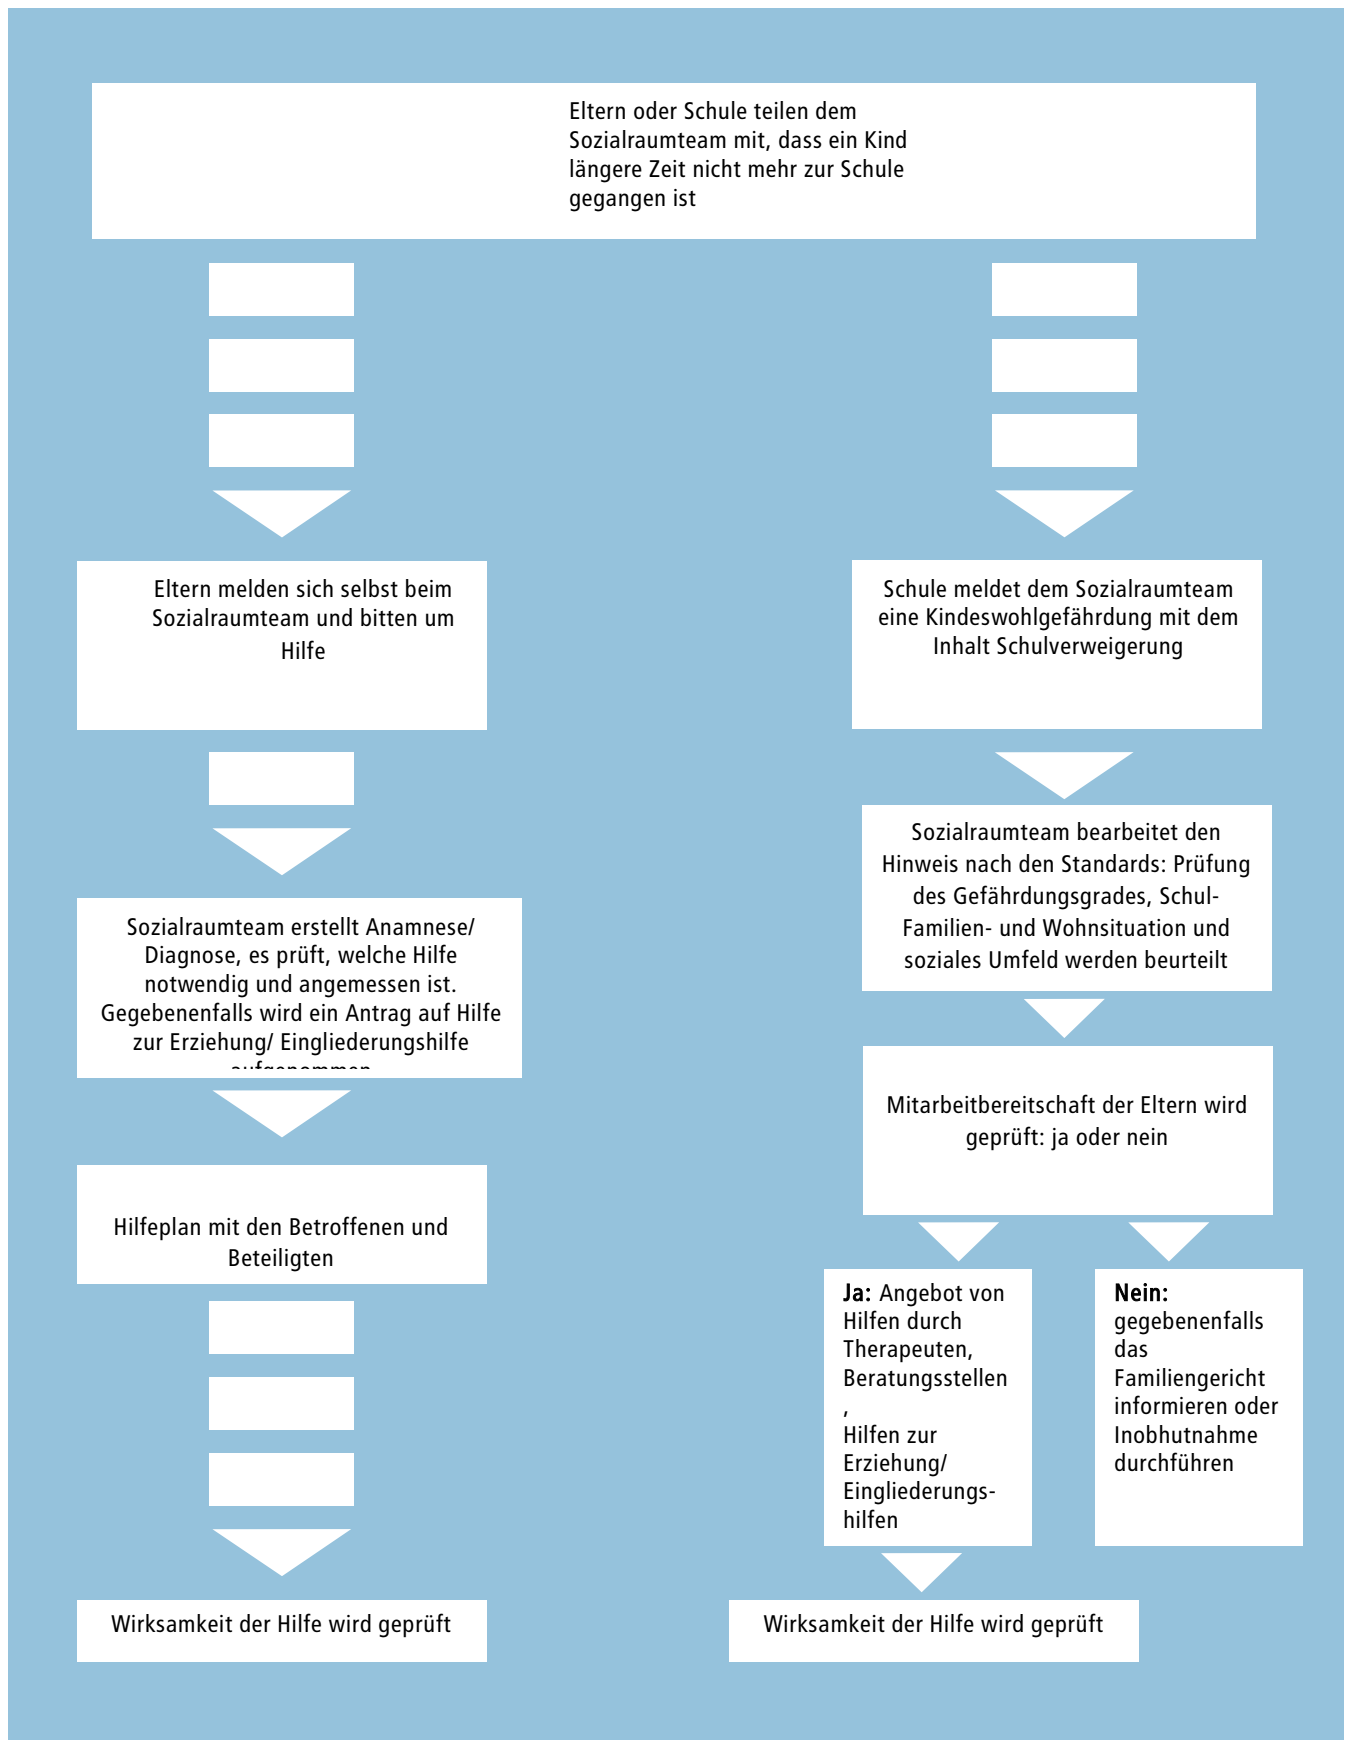 Eltern oder Schule teilen dem
Sozialraumteam mit, dass ein Kind
längere Zeit nicht mehr zur Schule
gegangen ist
Eltern melden sich selbst beim
Sozialraumteam und bitten um
Hilfe
Sozialraumteam erstellt Anamnese/
Diagnose, es prüft, welche Hilfe
notwendig und angemessen ist.
Gegebenenfalls wird ein Antrag auf Hilfe
zur Erziehung/ Eingliederungshilfe
aufgenommen
Hilfeplan mit den Betroffenen und
Beteiligten
Wirksamkeit der Hilfe wird geprüft
Schule meldet dem Sozialraumteam
eine Kindeswohlgefährdung mit dem
Inhalt Schulverweigerung
Sozialraumteam bearbeitet den
Hinweis nach den Standards: Prüfung
des Gefährdungsgrades, Schul-
Familien- und Wohnsituation und
soziales Umfeld werden beurteilt
Mitarbeitbereitschaft der Eltern wird
geprüft: ja oder nein
Ja: Angebot von
Hilfen durch
Therapeuten,
Beratungsstellen
,
Hilfen zur
Erziehung/
Eingliederungs-
hilfen
Nein:
gegebenenfalls
das
Familiengericht
informieren oder
Inobhutnahme
durchführen
Wirksamkeit der Hilfe wird geprüft